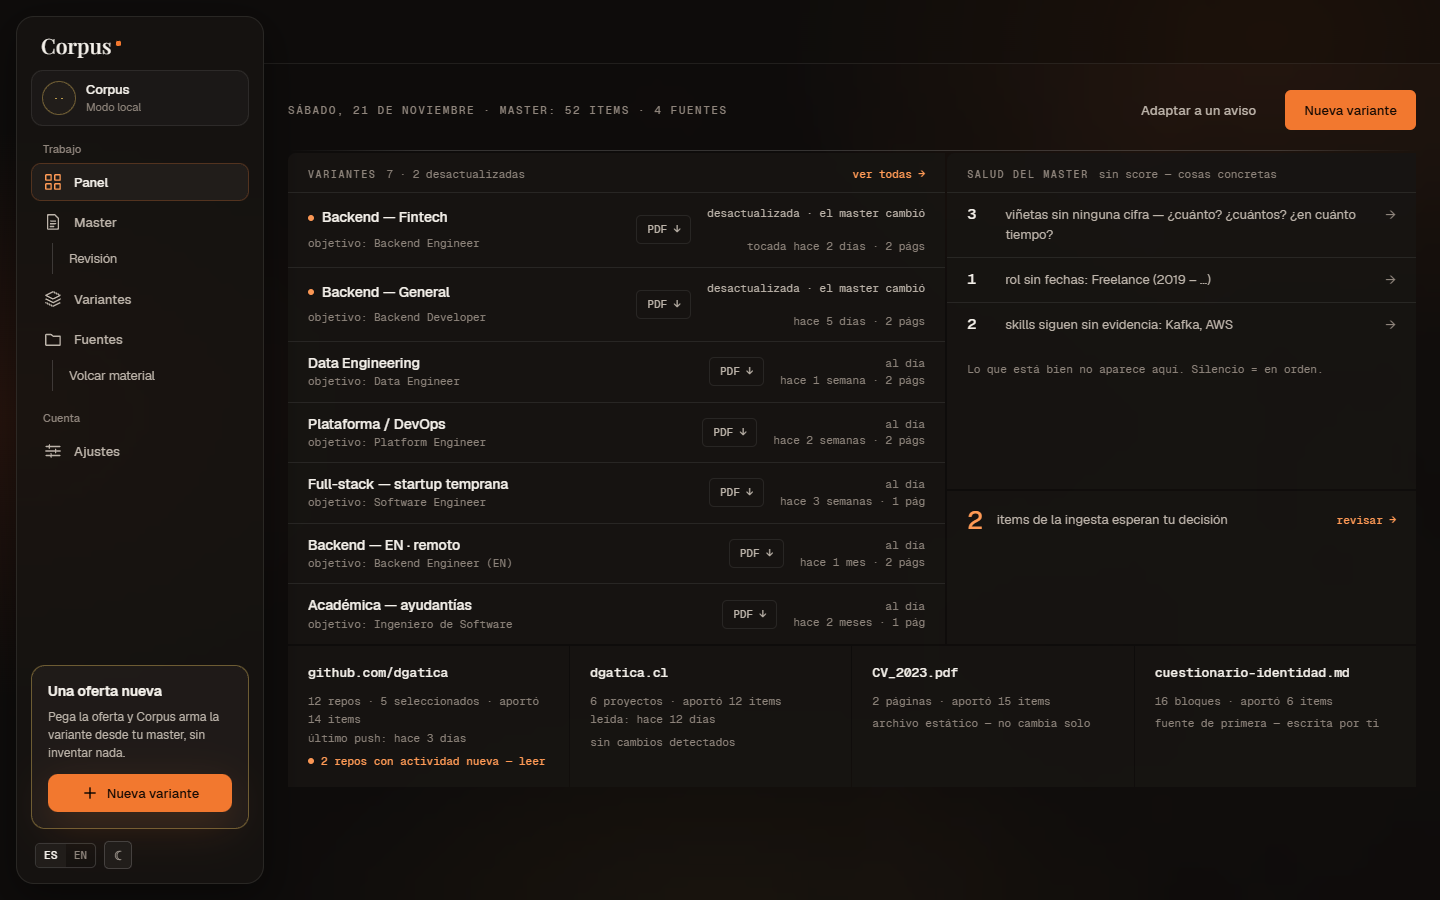 Corpus
Corpus
Modo local
Trabajo
Panel
Master
Revisión
Variantes
Fuentes
Volcar material
Cuenta
Ajustes
Una oferta nueva
Pega la oferta y Corpus arma la
variante desde tu master, sin
inventar nada.
+ Nueva variante
ES EN
SÁBADO, 21 DE NOVIEMBRE · MASTER: 52 ITEMS · 4 FUENTES
Adaptar a un aviso
Nueva variante
VARIANTES 7 · 2 desactualizadas
ver todas →
Backend — Fintech
objetivo: Backend Engineer
PDF ↓
desactualizada · el master cambió
tocada hace 2 días · 2 págs
Backend — General
objetivo: Backend Developer
PDF ↓
desactualizada · el master cambió
hace 5 días · 2 págs
Data Engineering
objetivo: Data Engineer
PDF ↓
al día
hace 1 semana · 2 págs
Plataforma / DevOps
objetivo: Platform Engineer
PDF ↓
al día
hace 2 semanas · 2 págs
Full-stack — startup temprana
objetivo: Software Engineer
PDF ↓
al día
hace 3 semanas · 1 pág
Backend — EN · remoto
objetivo: Backend Engineer (EN)
PDF ↓
al día
hace 1 mes · 2 págs
Académica — ayudantías
objetivo: Ingeniero de Software
PDF ↓
al día
hace 2 meses · 1 pág
SALUD DEL MASTER sin score — cosas concretas
3 viñetas sin ninguna cifra — ¿cuánto? ¿cuántos? ¿en cuánto →
tiempo?
1 rol sin fechas: Freelance (2019 – …) →
2 skills siguen sin evidencia: Kafka, AWS →
Lo que está bien no aparece aquí. Silencio = en orden.
2 items de la ingesta esperan tu decisión
revisar →
github.com/dgatica
12 repos · 5 seleccionados · aportó
14 items
último push: hace 3 días
2 repos con actividad nueva — leer
dgatica.cl
6 proyectos · aportó 12 items
leída: hace 12 días
sin cambios detectados
CV_2023.pdf
2 páginas · aportó 15 items
archivo estático — no cambia solo
cuestionario-identidad.md
16 bloques · aportó 6 items
fuente de primera — escrita por ti